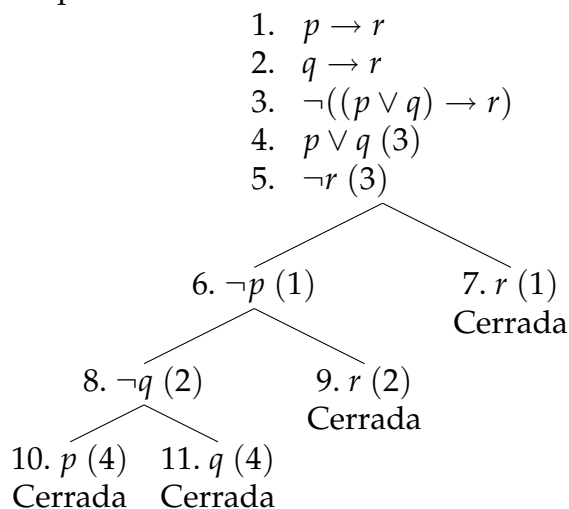 1. p → r
2. q → r
3. ¬((p ∨ q) → r)
4. p ∨ q (3)
5. ¬r (3)
6. ¬p (1) 7. r (1)
Cerrada
8. ¬q (2) 9. r (2)
Cerrada
10. p (4) 11. q (4)
Cerrada Cerrada